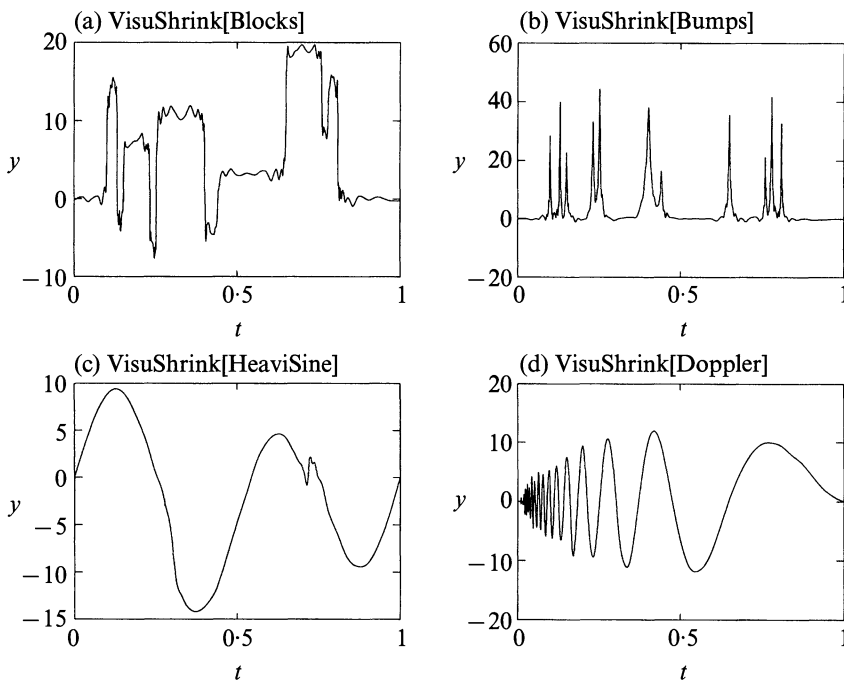 (a) VisuShrink[Blocks]
20
10
0
−10
y
0
0·5
1
t
(b) VisuShrink[Bumps]
60
40
20
0
−20
y
0
0·5
1
t
(c) VisuShrink[HeaviSine]
10
5
0
−5
−10
−15
y
0
0·5
1
t
(d) VisuShrink[Doppler]
20
10
0
−10
−20
y
0
0·5
1
t